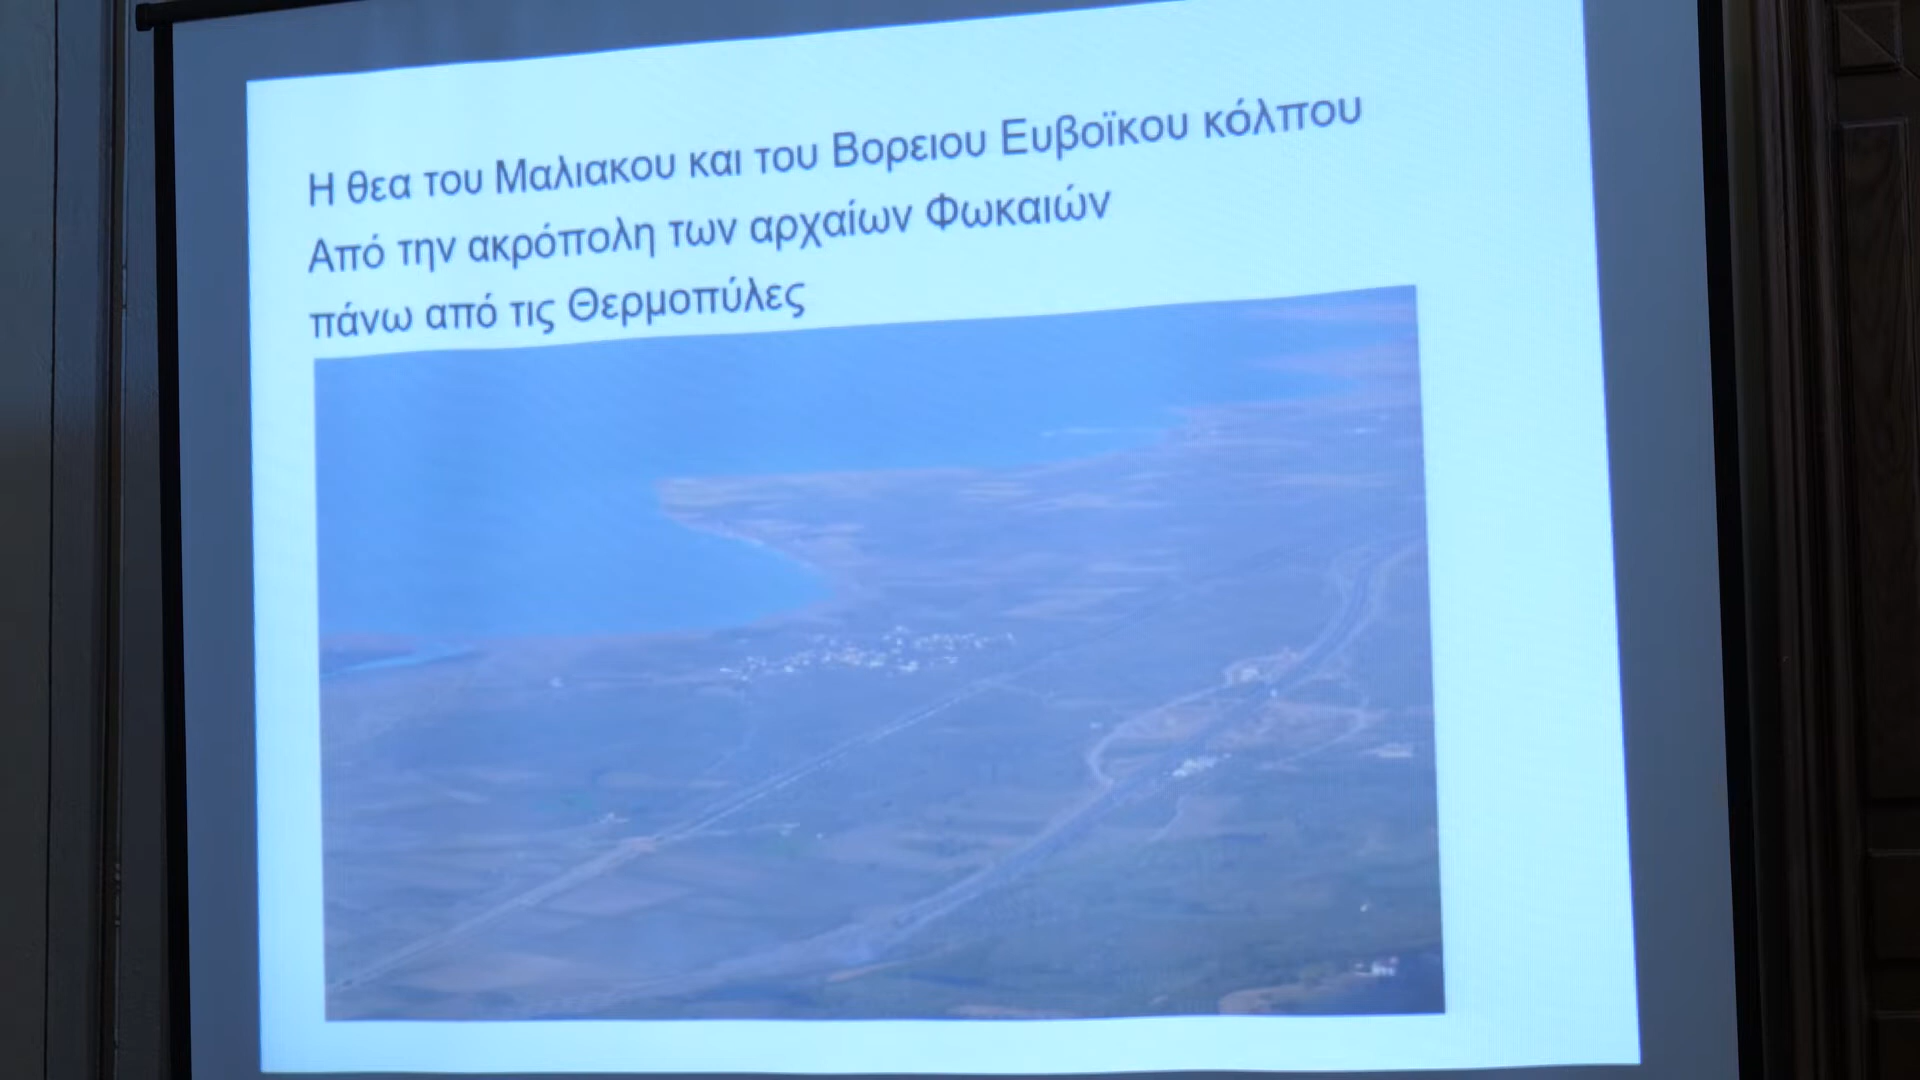 Η θεα του Μαλιακου και του Βορειου Ευβοϊκου κόλπου
Από την ακρόπολη των αρχαίων Φωκαιών
πάνω από τις Θερμοπύλες